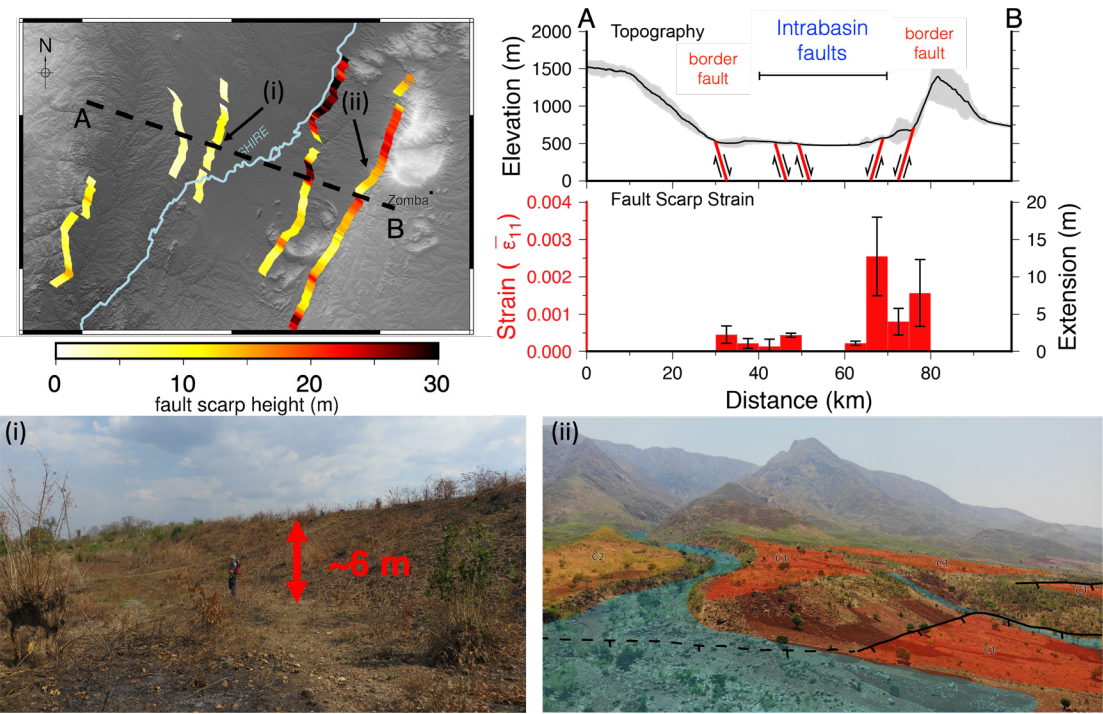 N
A
(i)
(ii)
SHIRE
Zomba
B
0 10 20 30
fault scarp height (m)
A
B
2000
1500
1000
500
0
Elevation (m)
Topography
border
fault
Intrabasin
faults
border
fault
0.004
0.003
0.002
0.001
0.000
Strain ( ε̅₁₁)
Fault Scarp Strain
20
15
10
5
0
Extension (m)
0 20 40 60 80
Distance (km)
(i)
~6 m
(ii)
C2
C1
C1
C1
C1